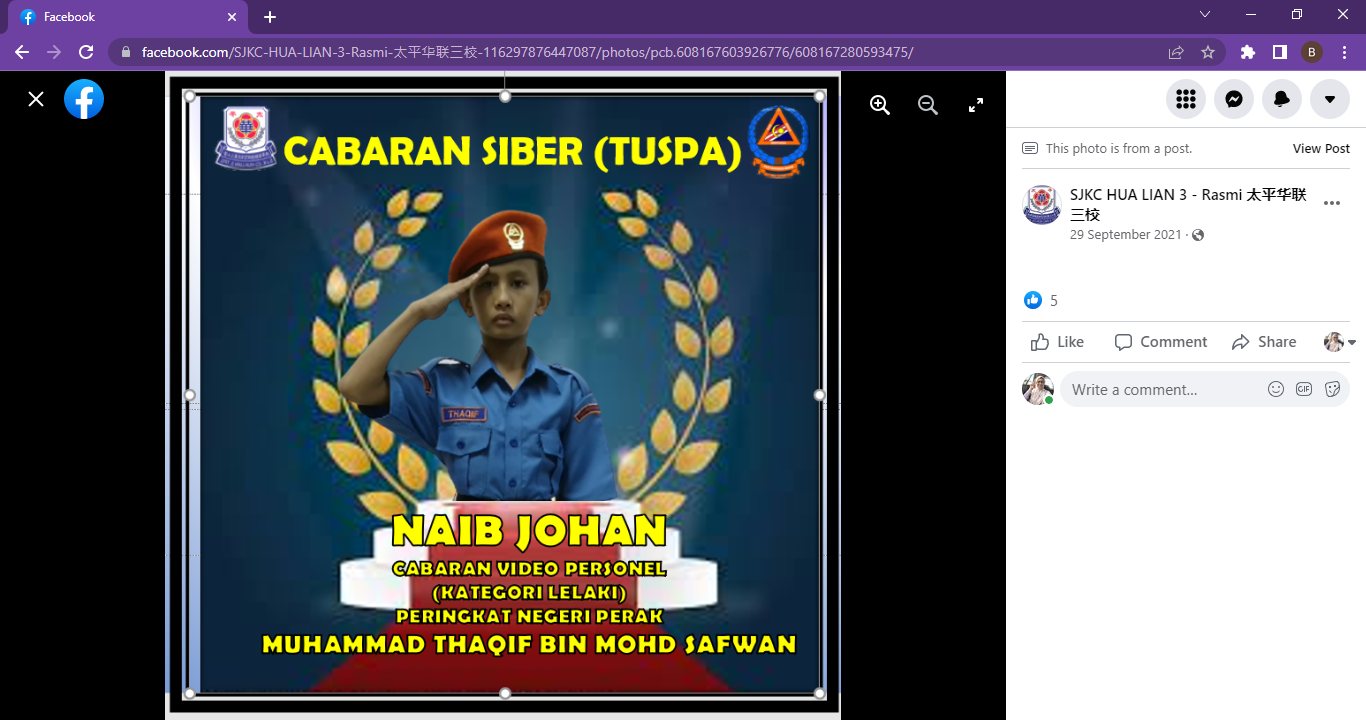 Facebook
facebook.com/SJKC-HUA-LIAN-3-Rasmi-太平华联三校-116297876447087/photos/pcb.608167603926776/608167280593475/
B
CABARAN SIBER (TUSPA)
THAQIF
NAIB JOHAN
CABARAN VIDEO PERSONEL
(KATEGORI LELAKI)
PERINGKAT NEGERI PERAK
MUHAMMAD THAQIF BIN MOHD SAFWAN
This photo is from a post.
View Post
SJKC HUA LIAN 3 - Rasmi 太平华联
三校
29 September 2021 ·
5
Like
Comment
Share
Write a comment...
GIF